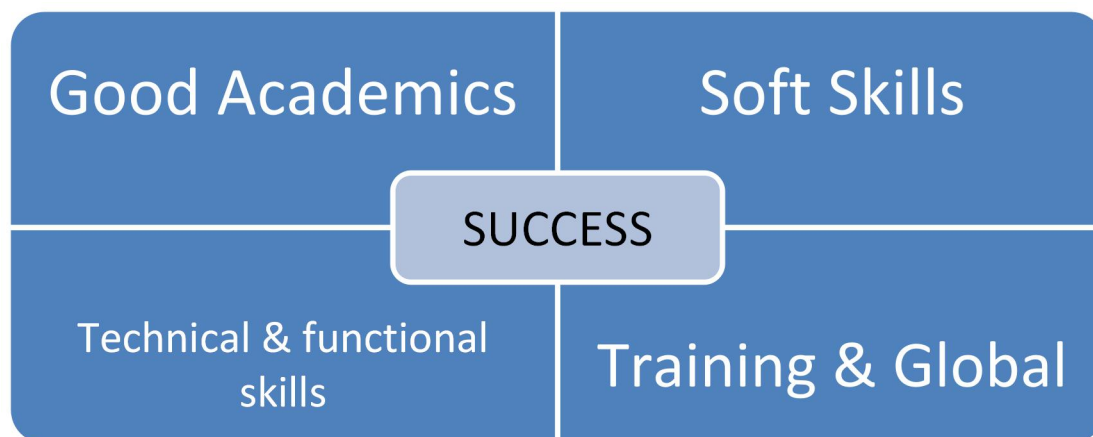 Good Academics
Soft Skills
SUCCESS
Technical & functional
skills
Training & Global